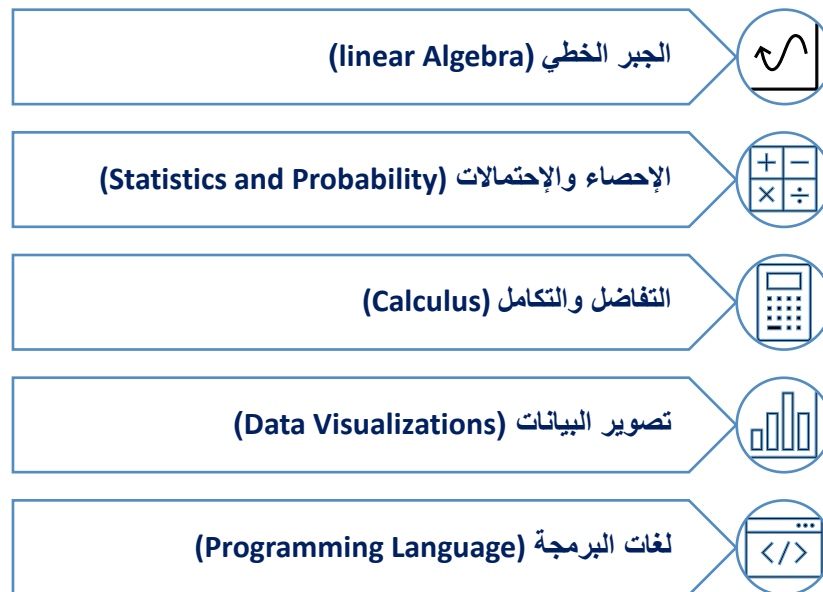 الجبر الخطي (linear Algebra)
الإحصاء والإحتمالات (Statistics and Probability)
التفاضل والتكامل (Calculus)
تصوير البيانات (Data Visualizations)
لغات البرمجة (Programming Language)